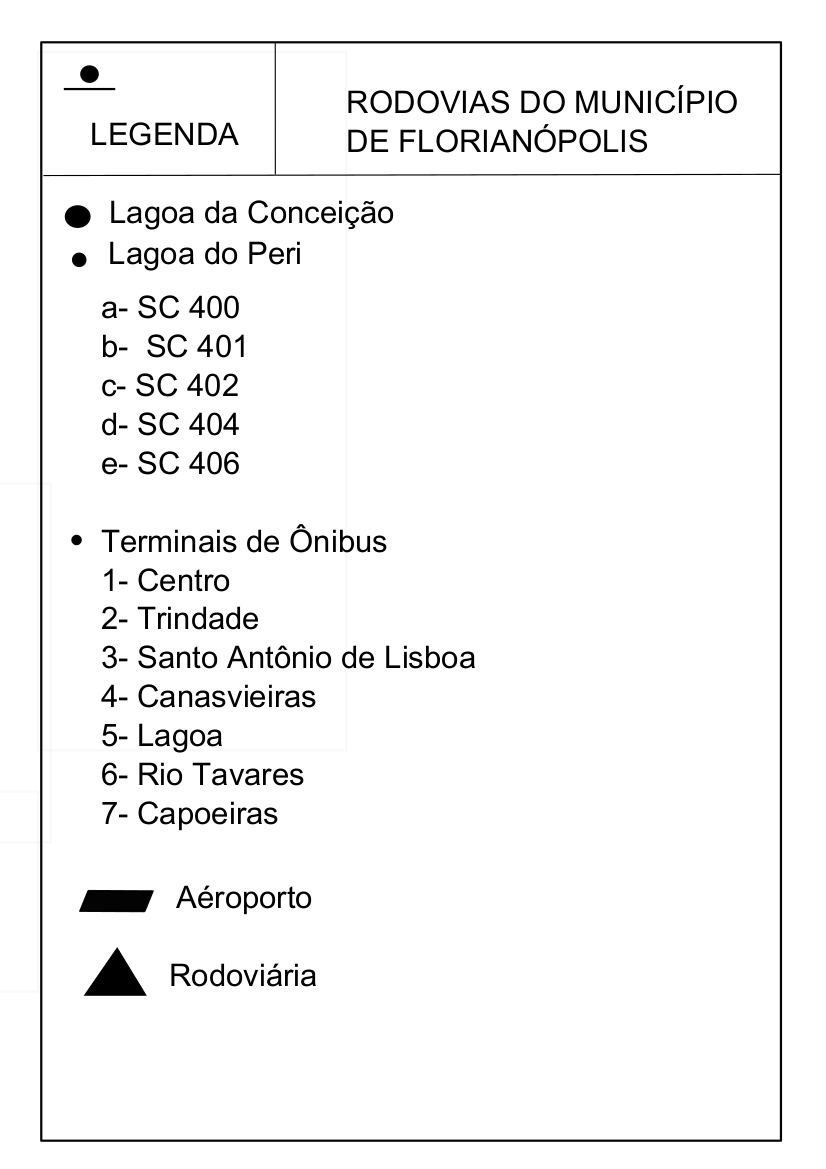 LEGENDA
RODOVIAS DO MUNICÍPIO
DE FLORIANÓPOLIS
Lagoa da Conceição
Lagoa do Peri
a- SC 400
b- SC 401
c- SC 402
d- SC 404
e- SC 406
Terminais de Ônibus
1- Centro
2- Trindade
3- Santo Antônio de Lisboa
4- Canasvieiras
5- Lagoa
6- Rio Tavares
7- Capoeiras
Aéroporto
Rodoviária